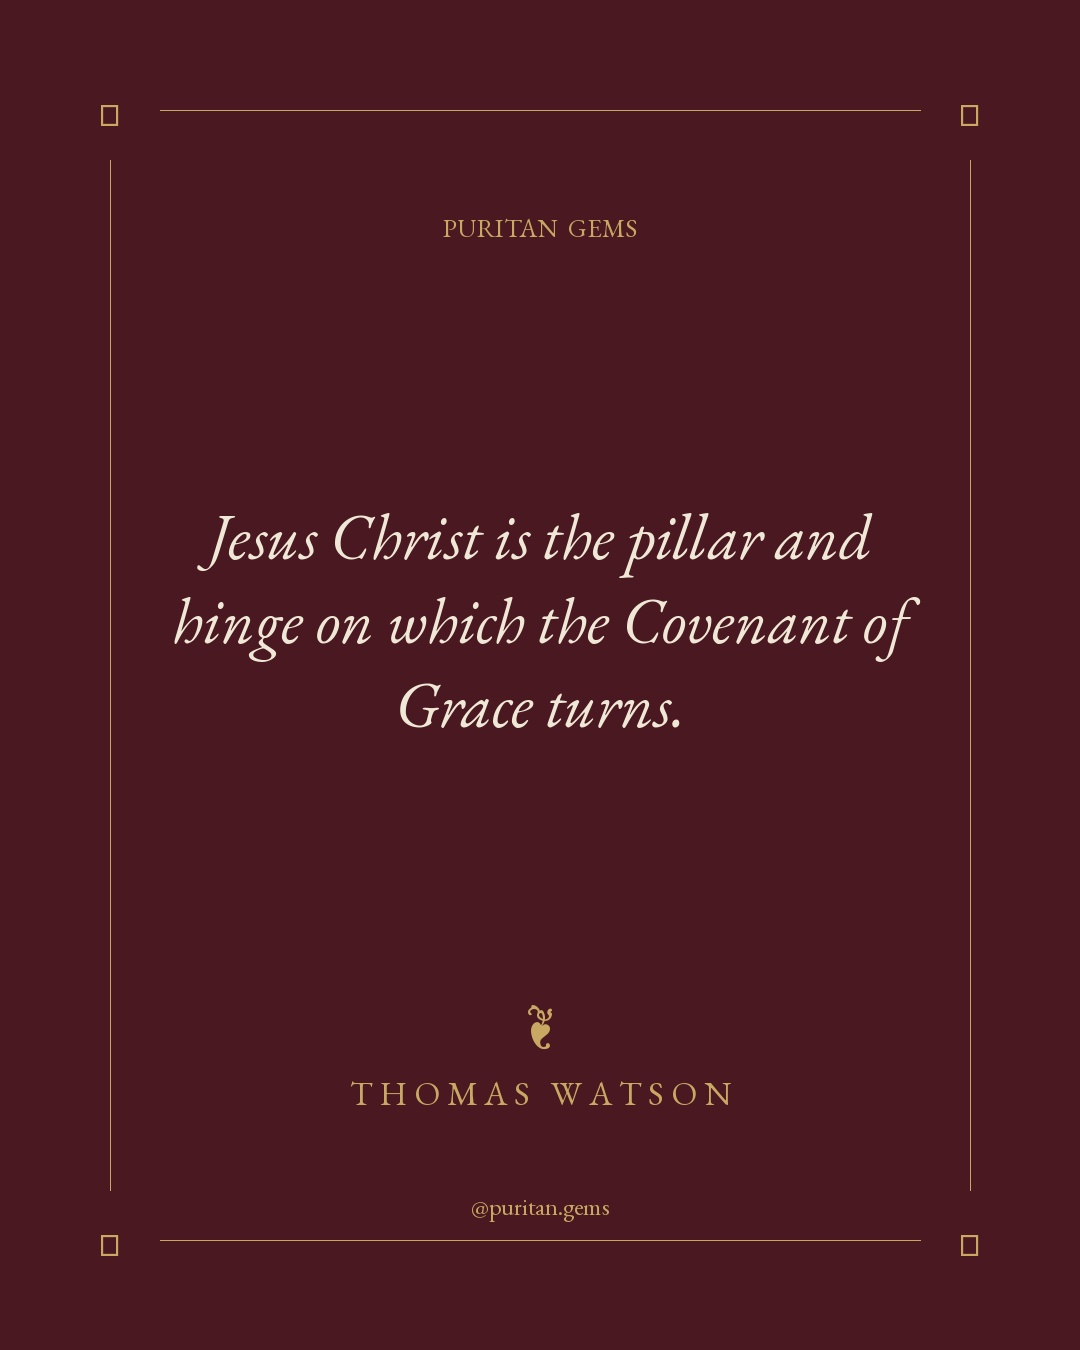 PURITAN GEMS
Jesus Christ is the pillar and
hinge on which the Covenant of
Grace turns.
THOMAS WATSON
@puritan.gems